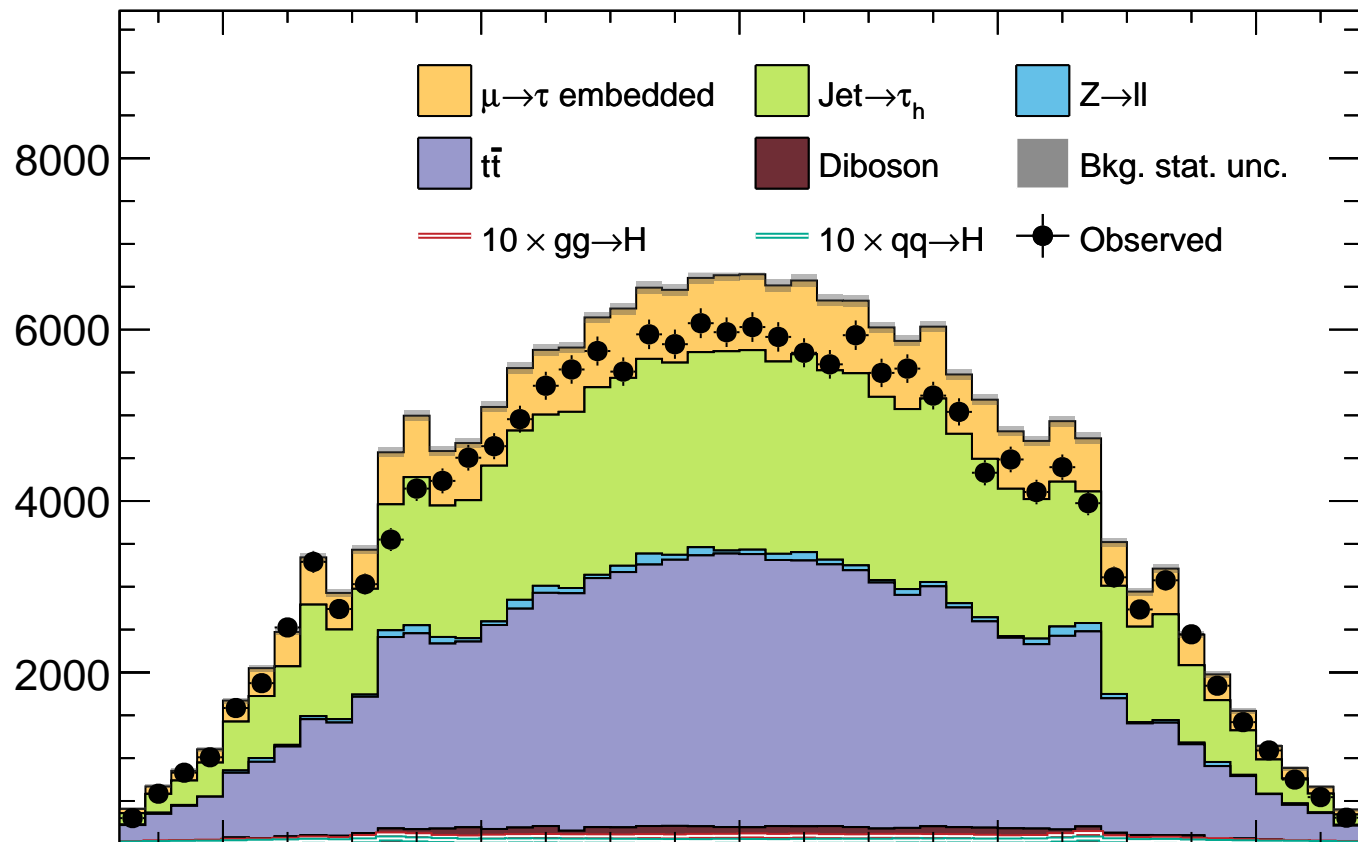 μ→τ embedded Jet→τₕ Z→ll
8000
tt̄ Diboson Bkg. stat. unc.
10 × gg→H 10 × qq→H Observed
6000
4000
2000